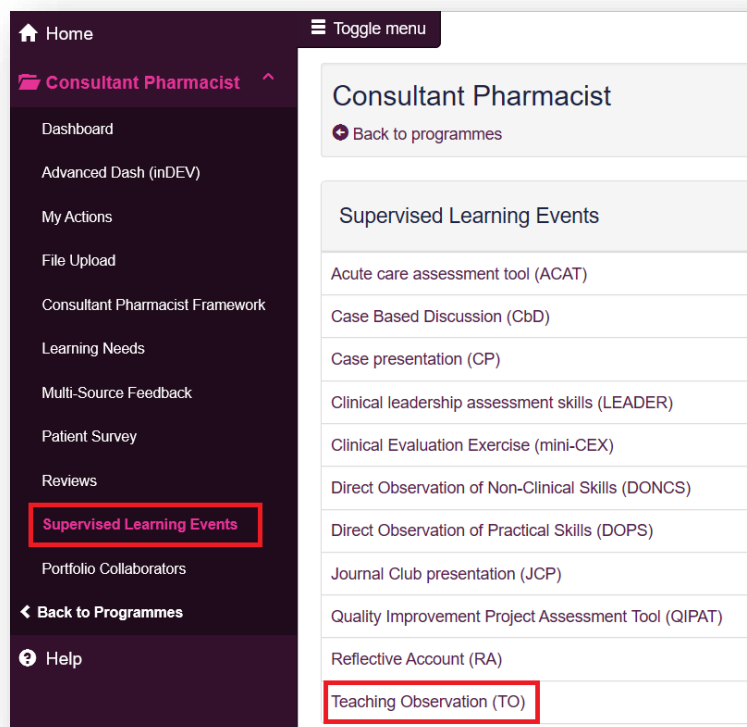 Home
Consultant Pharmacist
Dashboard
Advanced Dash (inDEV)
My Actions
File Upload
Consultant Pharmacist Framework
Learning Needs
Multi-Source Feedback
Patient Survey
Reviews
Supervised Learning Events
Portfolio Collaborators
Back to Programmes
Help
Toggle menu
Consultant Pharmacist
Back to programmes
Supervised Learning Events
Acute care assessment tool (ACAT)
Case Based Discussion (CbD)
Case presentation (CP)
Clinical leadership assessment skills (LEADER)
Clinical Evaluation Exercise (mini-CEX)
Direct Observation of Non-Clinical Skills (DONCS)
Direct Observation of Practical Skills (DOPS)
Journal Club presentation (JCP)
Quality Improvement Project Assessment Tool (QIPAT)
Reflective Account (RA)
Teaching Observation (TO)